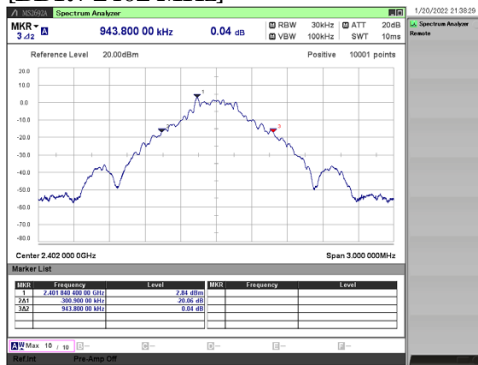 MS2692A Spectrum Analyzer
1/20/2022 21:38:29
MKR
3 Δ2
943.800 00 kHz
0.04 dB
RBW 30kHz ATT 20dB
VBW 100kHz SWT 10ms
Spectrum Analyzer
Remote
Reference Level 20.00dBm
Positive 10001 points
20.0
10.0
0.0
-10.0
-20.0
-30.0
-40.0
-50.0
-60.0
-70.0
-80.0
1
2
3
Center 2.402 000 0GHz
Span 3.000 000MHz
Marker List
MKR Frequency Level MKR Frequency Level
1 2.401 840 400 00 GHz 2.84 dBm
2Δ1 -300.900 00 kHz -20.06 dB
3Δ2 943.800 00 kHz 0.04 dB
Max 10 / 10
Ref.Int Pre-Amp Off